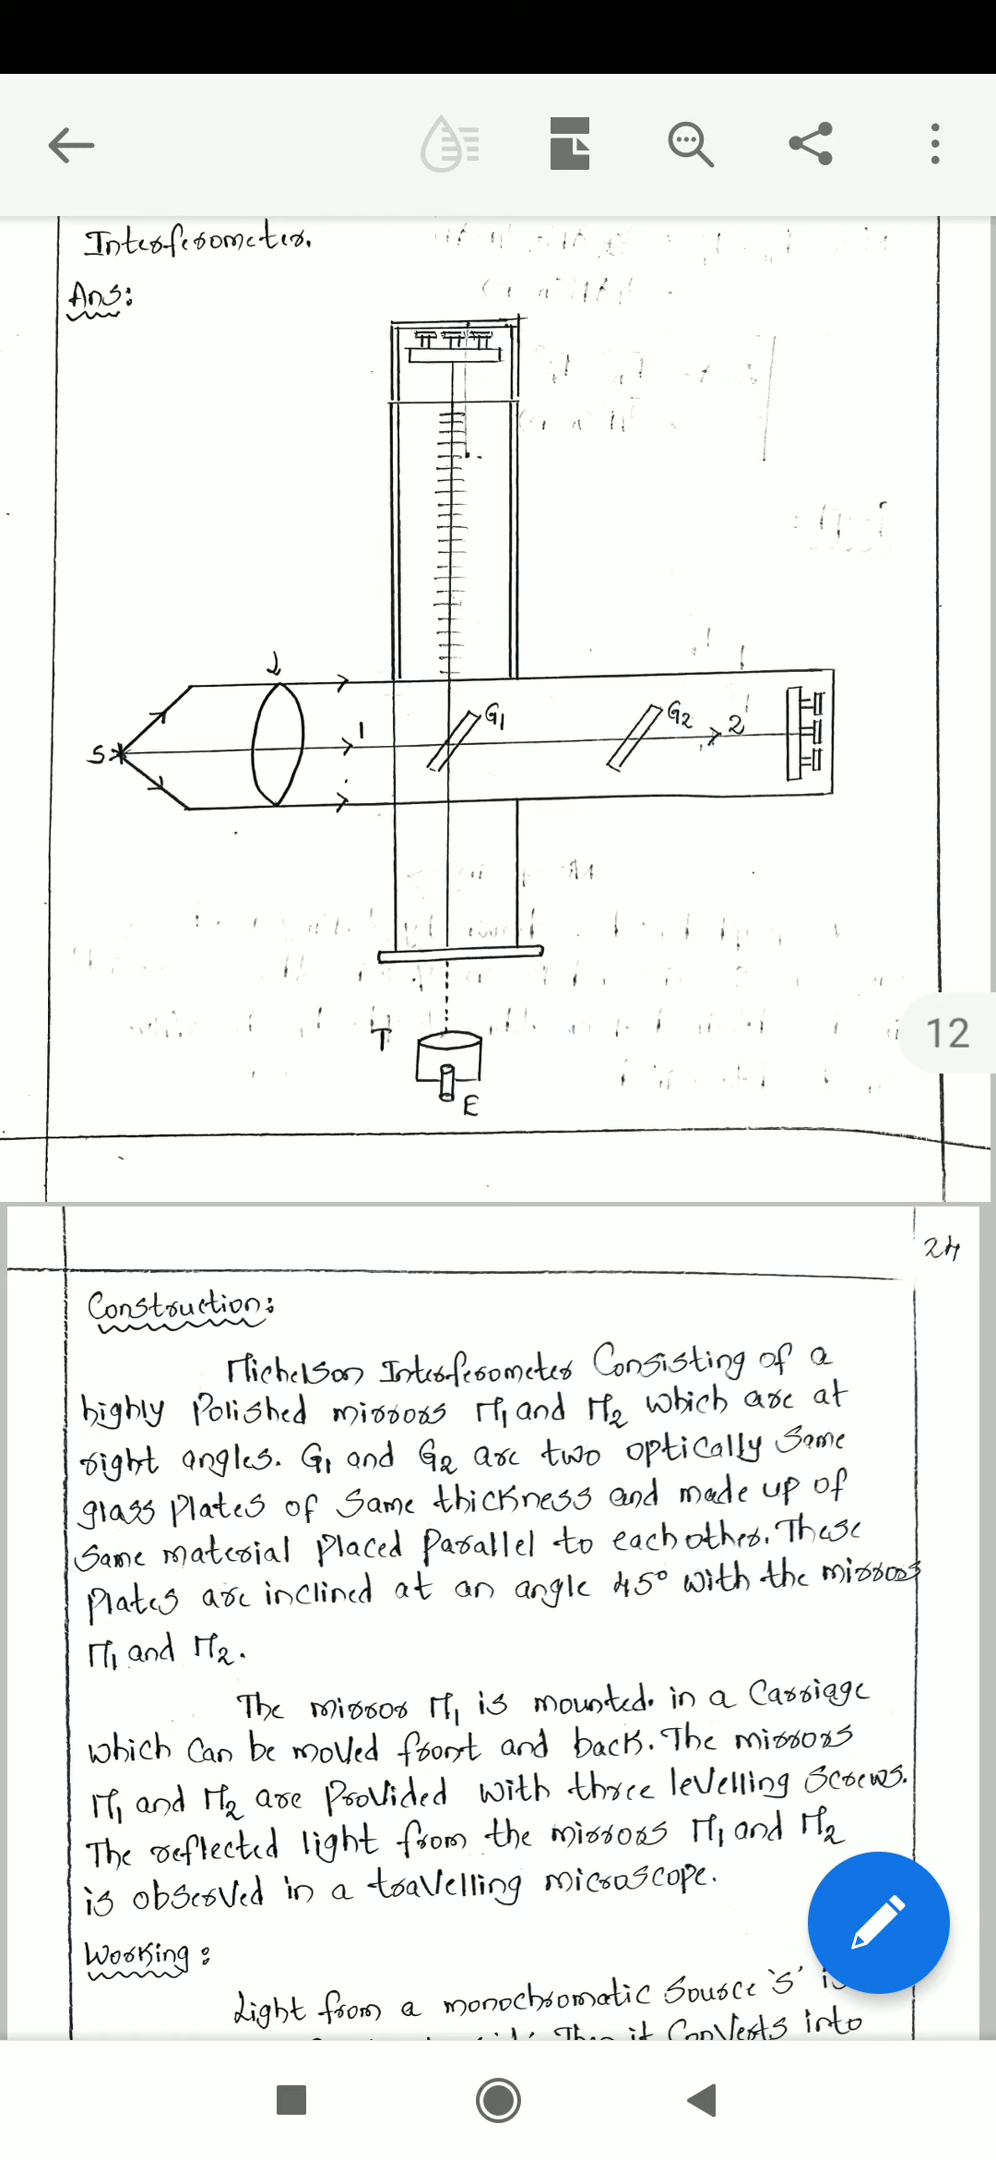 Interferometer.
Ans:
L
S
1
G1
G2
2
T
E
12
24
Construction:
Michelson Interferometer Consisting of a
highly Polished mirrors M1 and M2 which are at
right angles. G1 and G2 are two optically Same
glass Plates of Same thickness and made up of
Same material Placed Parallel to each other. These
Plates are inclined at an angle 45° with the mirrors
M1 and M2.
The mirror M1 is mounted. in a Carriage
which Can be moved front and back. The mirrors
M1 and M2 are Provided with three levelling Screws.
The reflected light from the mirrors M1 and M2
is observed in a travelling microscope.
Working:
Light from a monochromatic Source 'S' is
Then it Converts into